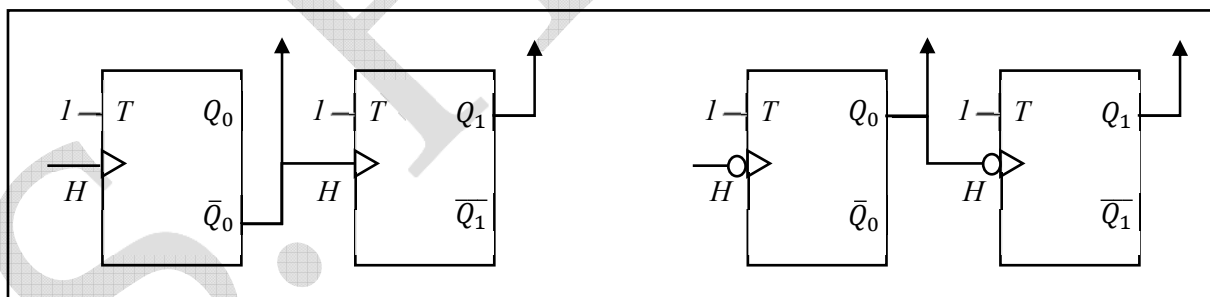 1 T Q₀ 1 T Q₁ 1 T Q₀ 1 T Q₁
H H H H
Q̅₀ Q̅₁ Q̅₀ Q̅₁